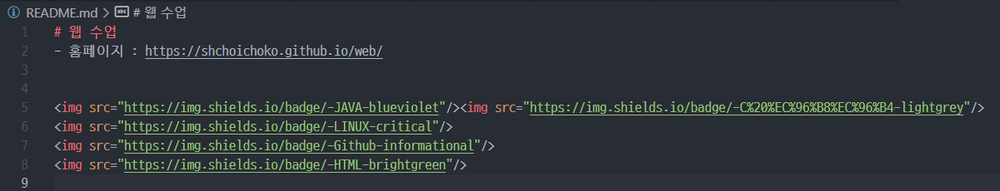 README.md > # 웹 수업
1 # 웹 수업
2 - 홈페이지 : https://shchoichoko.github.io/web/
3
4
5 <img src="https://img.shields.io/badge/-JAVA-blueviolet"/><img src="https://img.shields.io/badge/-C%20%EC%96%B8%EC%96%B4-lightgrey"/>
6 <img src="https://img.shields.io/badge/-LINUX-critical"/>
7 <img src="https://img.shields.io/badge/-Github-informational"/>
8 <img src="https://img.shields.io/badge/-HTML-brightgreen"/>
9